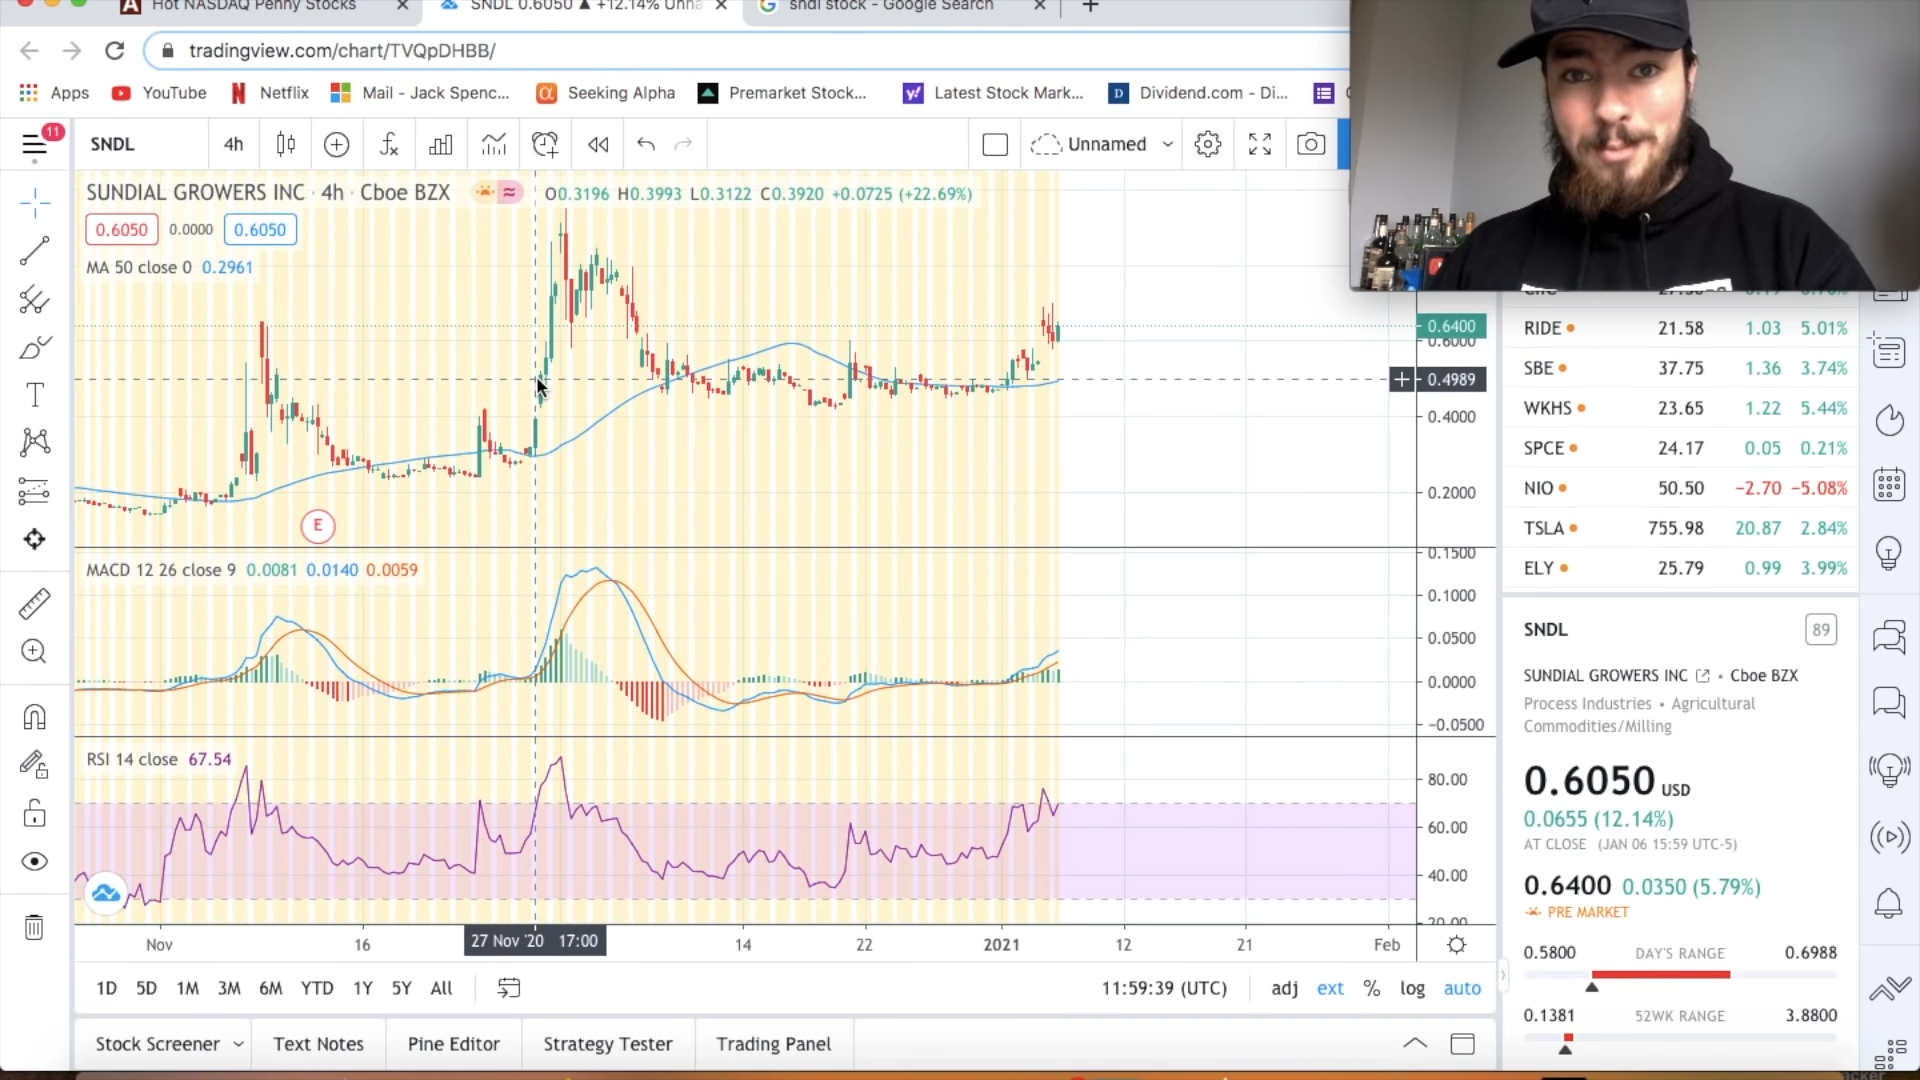 Hot NASDAQ Penny Stocks
SNDL 0.6050 ▲ +12.14% Unna
sndl stock - Google Search
tradingview.com/chart/TVQpDHBB/
Apps YouTube Netflix Mail - Jack Spenc... Seeking Alpha Premarket Stock... Latest Stock Mark... Dividend.com - Di...
11
SNDL 4h Unnamed
SUNDIAL GROWERS INC · 4h · Cboe BZX O0.3196 H0.3993 L0.3122 C0.3920 +0.0725 (+22.69%)
0.6050 0.0000 0.6050
MA 50 close 0 0.2961
0.6400
0.6000
0.4989
0.4000
0.2000
E
MACD 12 26 close 9 0.0081 0.0140 0.0059
0.1500
0.1000
0.0500
0.0000
−0.0500
RSI 14 close 67.54
80.00
60.00
40.00
20.00
Nov 16 27 Nov '20 17:00 14 22 2021 12 21 Feb
1D 5D 1M 3M 6M YTD 1Y 5Y All 11:59:39 (UTC) adj ext % log auto
Stock Screener Text Notes Pine Editor Strategy Tester Trading Panel
RIDE 21.58 1.03 5.01%
SBE 37.75 1.36 3.74%
WKHS 23.65 1.22 5.44%
SPCE 24.17 0.05 0.21%
NIO 50.50 −2.70 −5.08%
TSLA 755.98 20.87 2.84%
ELY 25.79 0.99 3.99%
SNDL 89
SUNDIAL GROWERS INC • Cboe BZX
Process Industries • Agricultural
Commodities/Milling
0.6050 USD
0.0655 (12.14%)
AT CLOSE (JAN 06 15:59 UTC-5)
0.6400 0.0350 (5.79%)
PRE MARKET
0.5800 DAY'S RANGE 0.6988
0.1381 52WK RANGE 3.8800